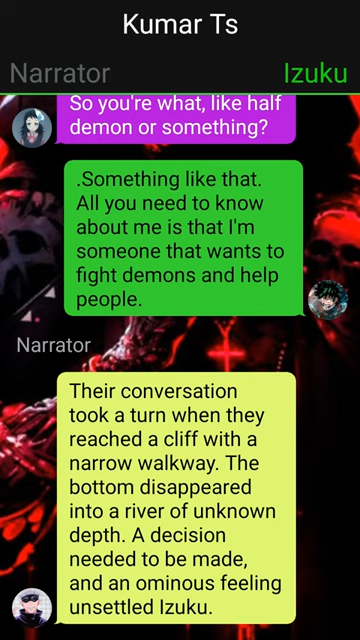 Kumar Ts
Narrator
Izuku
So you're what, like half
demon or something?
.Something like that.
All you need to know
about me is that I'm
someone that wants to
fight demons and help
people.
Narrator
Their conversation
took a turn when they
reached a cliff with a
narrow walkway. The
bottom disappeared
into a river of unknown
depth. A decision
needed to be made,
and an ominous feeling
unsettled Izuku.